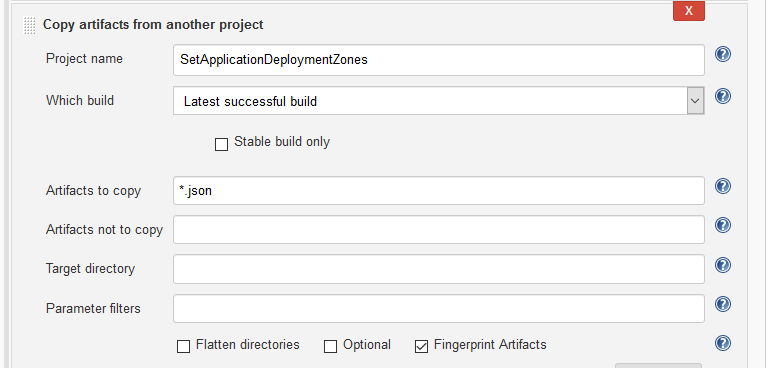 Copy artifacts from another project
X
Project name
SetApplicationDeploymentZones
?
Which build
Latest successful build
?
Stable build only
Artifacts to copy
*.json
?
Artifacts not to copy
?
Target directory
?
Parameter filters
?
Flatten directories
Optional
Fingerprint Artifacts
?